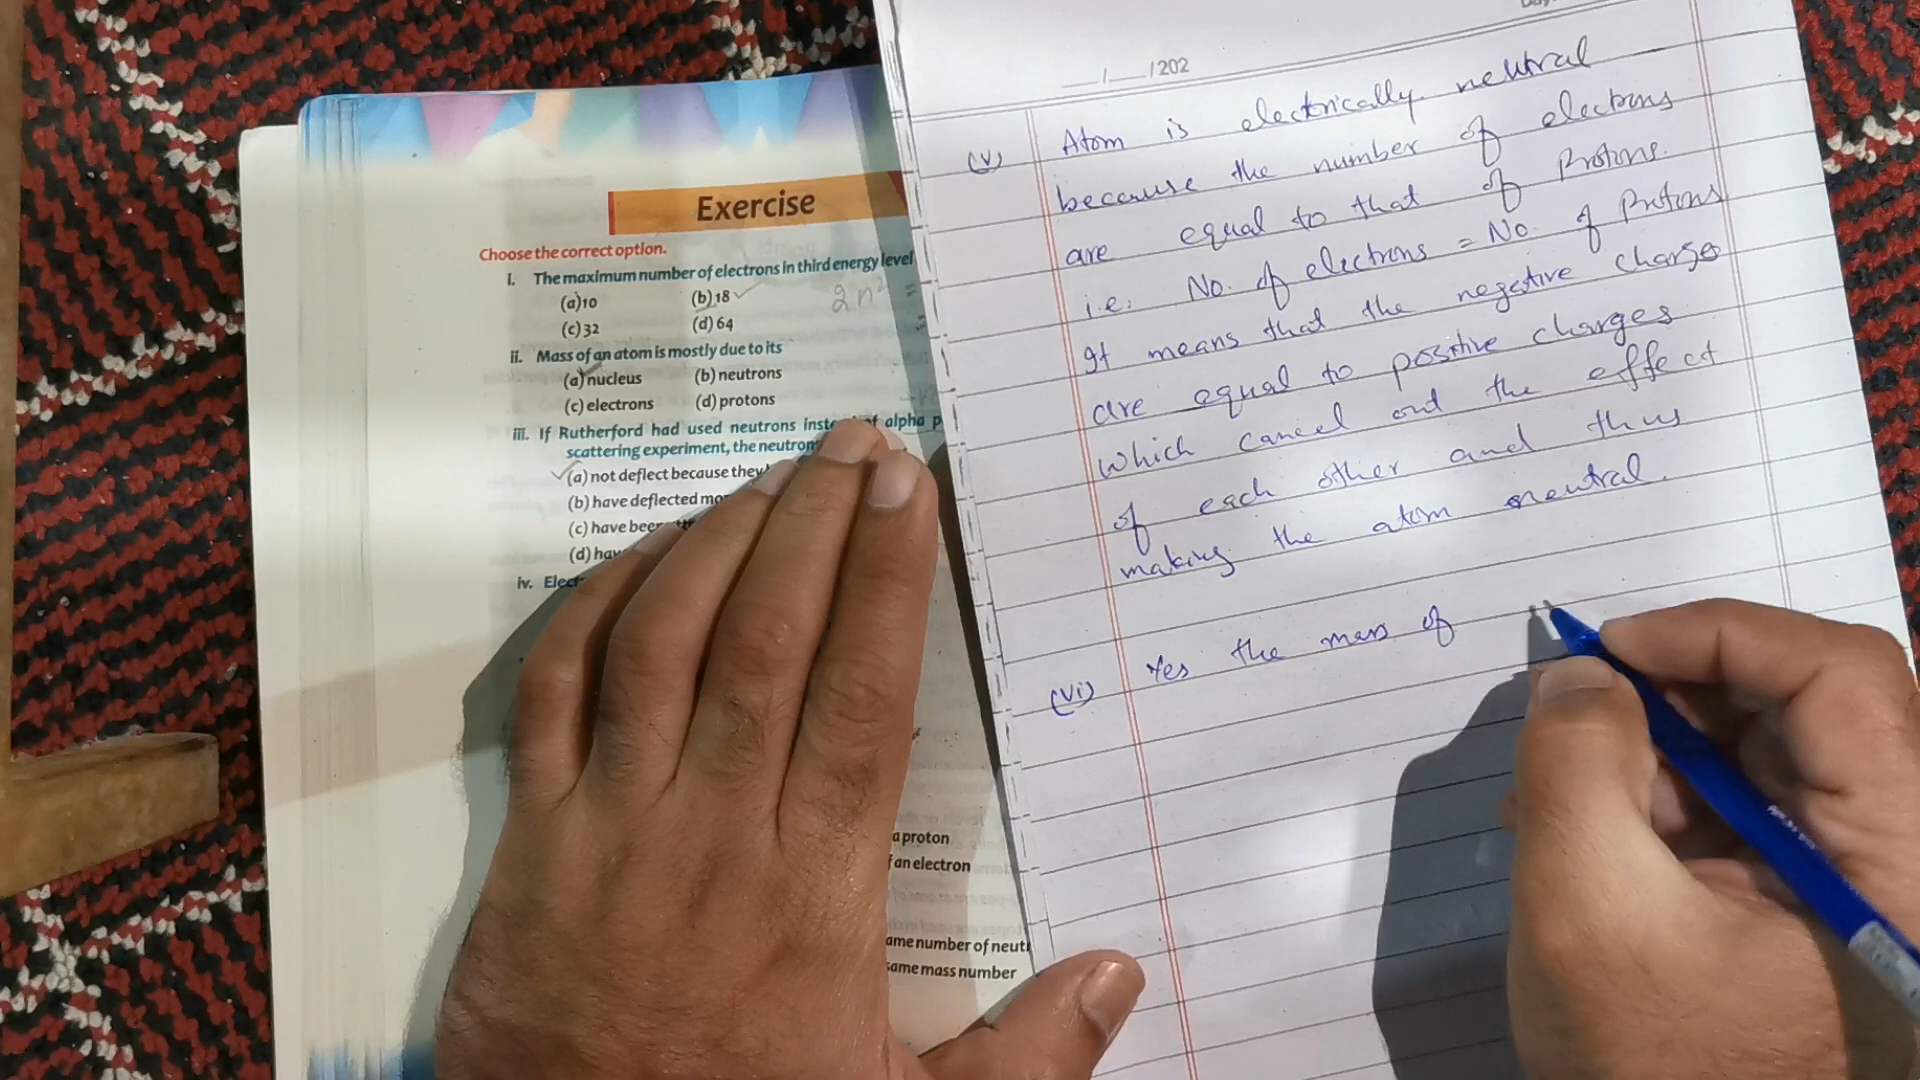 Exercise
Choose the correct option.
i. The maximum number of electrons in third energy level
(a) 10
(b) 18
2n² =
(c) 32
(d) 64
ii. Mass of an atom is mostly due to its
(a) nucleus
(b) neutrons
(c) electrons
(d) protons
iii. If Rutherford had used neutrons alpha p
scattering experiment, the neutron
(a) not deflect because they
(b) have deflected
(c) have
(d)
iv.
a proton
an electron
ame number of neut
same mass number
/ /202
(v) Atom is electrically neutral
because the number of electrons
are equal to that of Protons.
i.e. No. of electrons = No. of Protons
It means that the negative charges
are equal to positive charges
which cancel out the effect
of each other and thus
making the atom neutral.
(vi) Yes the mass of